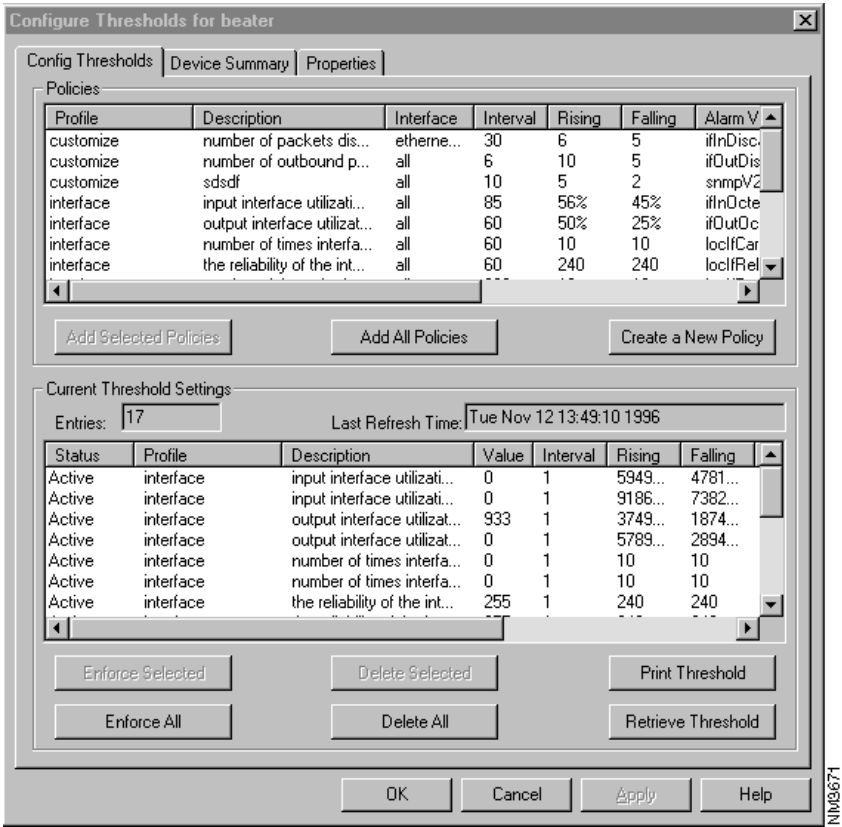 Configure Thresholds for beater
Config Thresholds Device Summary Properties
Policies
Profile Description Interface Interval Rising Falling Alarm V
customize number of packets dis... etherne... 30 6 5 ifInDisc
customize number of outbound p... all 6 10 5 ifOutDis
customize sdsdf all 10 5 2 snmpV2
interface input interface utilizati... all 85 56% 45% ifInOcte
interface output interface utilizat... all 60 50% 25% ifOutOc
interface number of times interfa... all 60 10 10 locIfCar
interface the reliability of the int... all 60 240 240 locIfRel
Add Selected Policies Add All Policies Create a New Policy
Current Threshold Settings
Entries: 17 Last Refresh Time: Tue Nov 12 13:49:10 1996
Status Profile Description Value Interval Rising Falling
Active interface input interface utilizati... 0 1 5949... 4781...
Active interface input interface utilizati... 0 1 9186... 7382...
Active interface output interface utilizat... 933 1 3749... 1874...
Active interface output interface utilizat... 0 1 5789... 2894...
Active interface number of times interfa... 0 1 10 10
Active interface number of times interfa... 0 1 10 10
Active interface the reliability of the int... 255 1 240 240
Enforce Selected Delete Selected Print Threshold
Enforce All Delete All Retrieve Threshold
OK Cancel Apply Help
NM9671